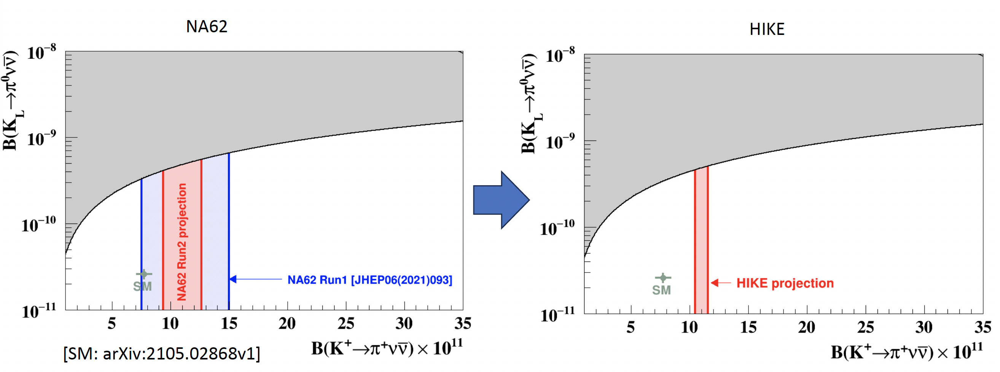 NA62
B(K_L→π⁰νν̅)
10⁻⁸
10⁻⁹
10⁻¹⁰
10⁻¹¹
NA62 Run2 projection
SM
NA62 Run1 [JHEP06(2021)093]
5 10 15 20 25 30 35
B(K⁺→π⁺νν̅) × 10¹¹
[SM: arXiv:2105.02868v1]
HIKE
B(K_L→π⁰νν̅)
10⁻⁸
10⁻⁹
10⁻¹⁰
10⁻¹¹
SM
HIKE projection
5 10 15 20 25 30 35
B(K⁺→π⁺νν̅) × 10¹¹